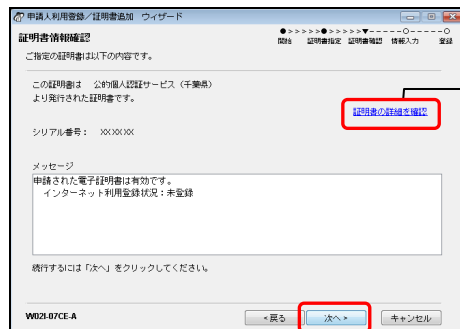 申請人利用登録／証明書追加 ウィザード
証明書情報確認
●>>>>>●>>>>>▼-----○-----○
開始 証明書指定 証明書確認 情報入力 登録
ご指定の証明書は以下の内容です。
この証明書は 公的個人認証サービス（千葉県）
より発行された証明書です。
証明書の詳細を確認
シリアル番号： XXXXXXX
メッセージ
申請された電子証明書は有効です。
インターネット利用登録状況：未登録
続行するには「次へ」をクリックしてください。
W02I-07CE-A
<戻る
次へ>
キャンセル